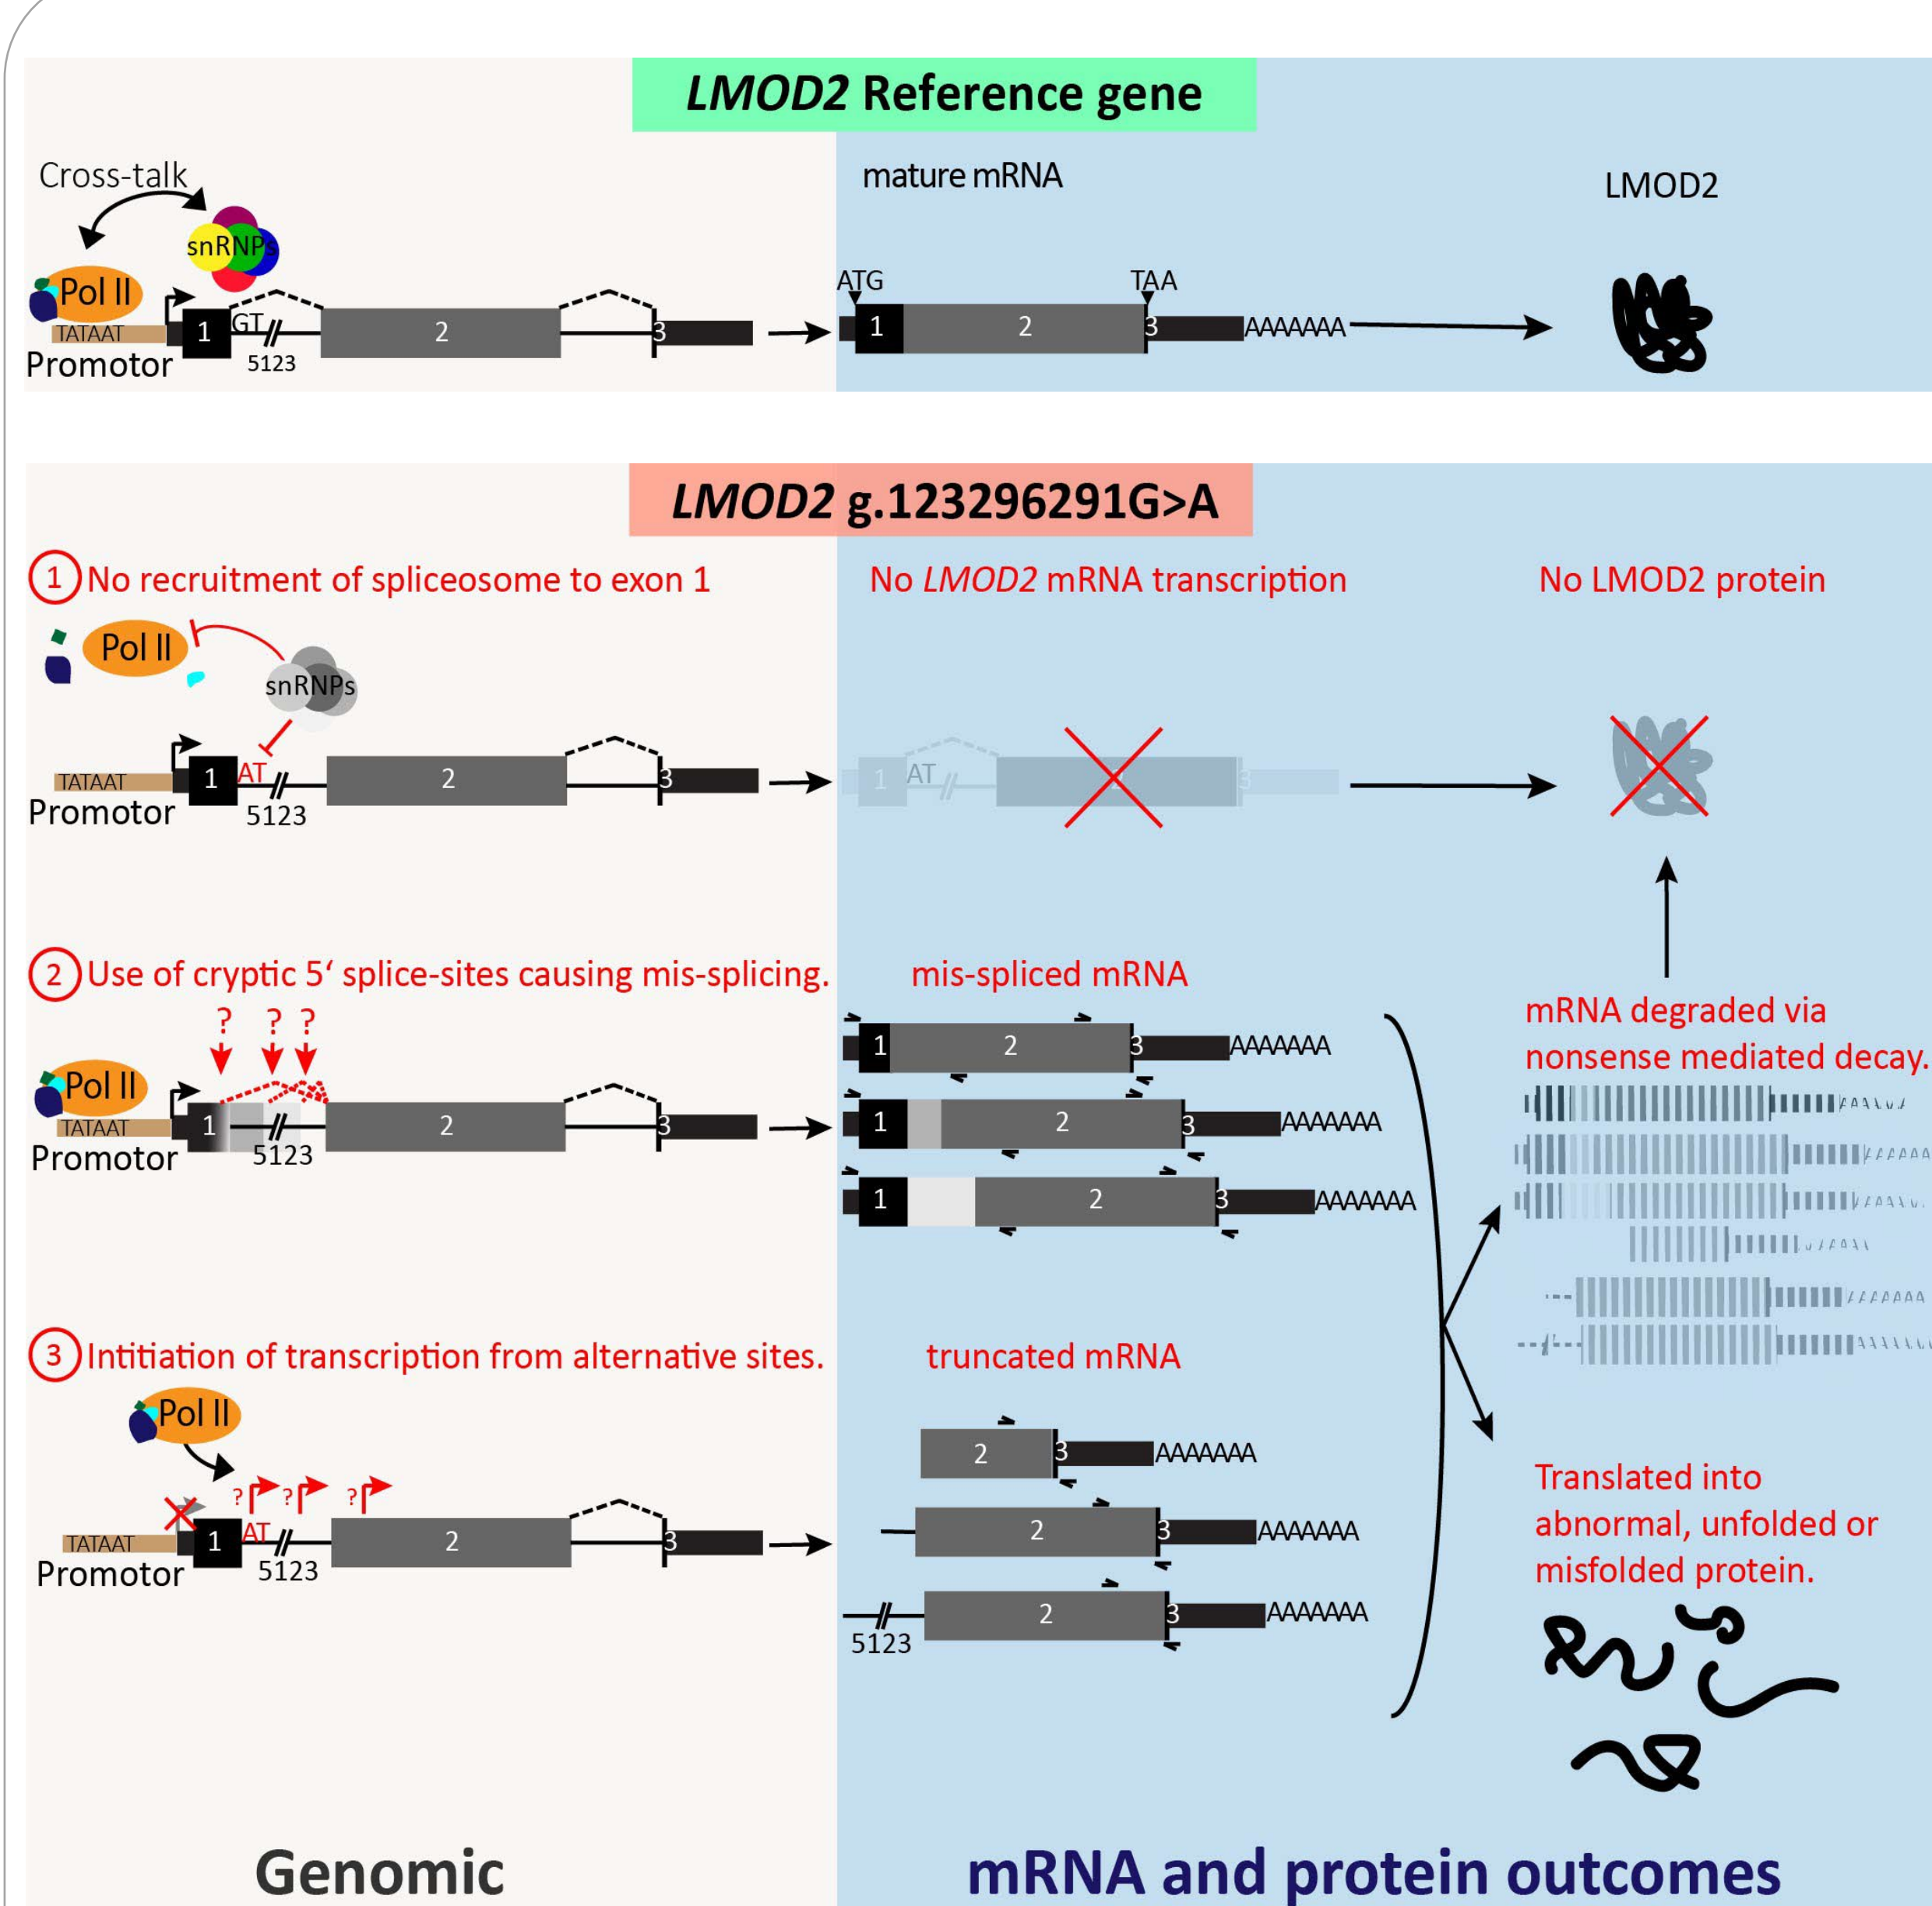 LMOD2 Reference gene
Cross-talk
mature mRNA
LMOD2
snRNPs
Pol II
ATG
TAA
TATAAT
1
GT
2
3
1
2
3
AAAAAAA
Promotor
5123
LMOD2 g.123296291G>A
1 No recruitment of spliceosome to exon 1
No LMOD2 mRNA transcription
No LMOD2 protein
Pol II
snRNPs
TATAAT
1
AT
2
3
1
AT
2
3
Promotor
5123
2 Use of cryptic 5‘ splice-sites causing mis-splicing.
mis-spliced mRNA
? ? ?
mRNA degraded via
nonsense mediated decay.
1
2
3
AAAAAAA
Pol II
TATAAT
1
2
3
1
2
3
AAAAAAA
Promotor
5123
1
2
3
AAAAAAA
3 Intitiation of transcription from alternative sites.
truncated mRNA
Pol II
2
3
AAAAAAA
? ? ?
Translated into
abnormal, unfolded or
misfolded protein.
TATAAT
1
AT
2
3
2
3
AAAAAAA
Promotor
5123
2
3
AAAAAAA
5123
Genomic
mRNA and protein outcomes